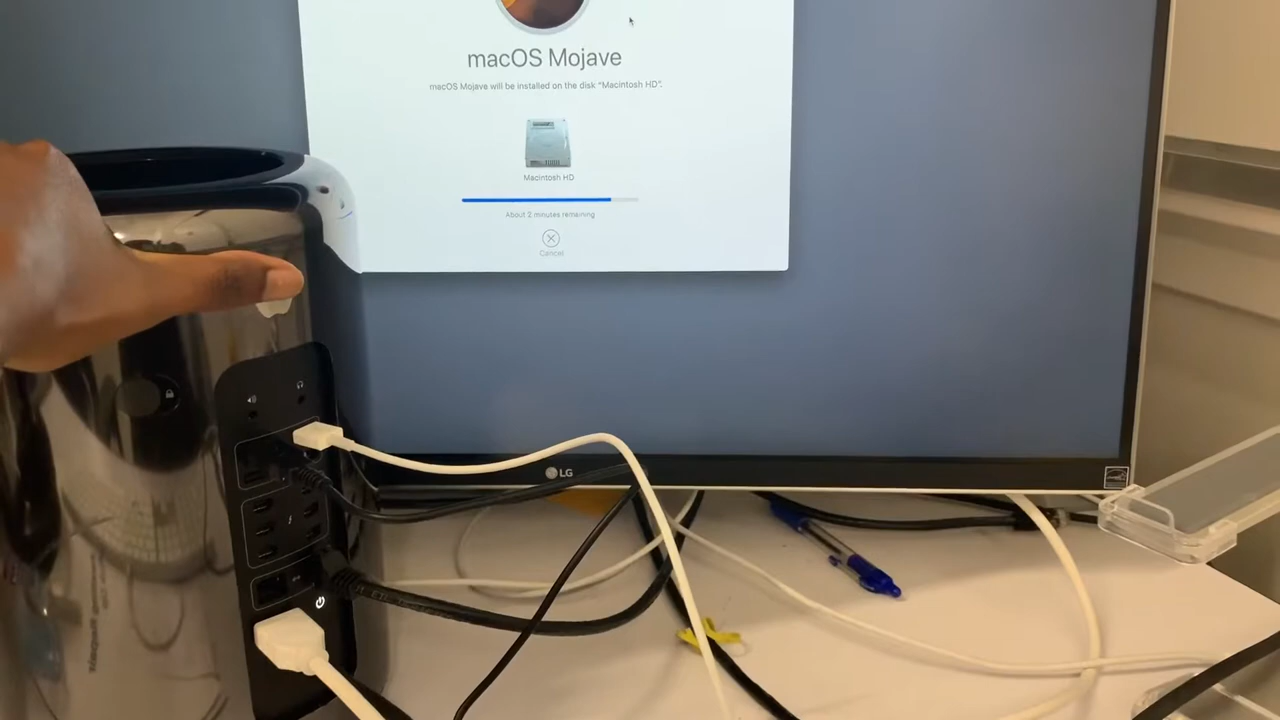 macOS Mojave
macOS Mojave will be installed on the disk “Macintosh HD”.
Macintosh HD
About 2 minutes remaining
Cancel
LG